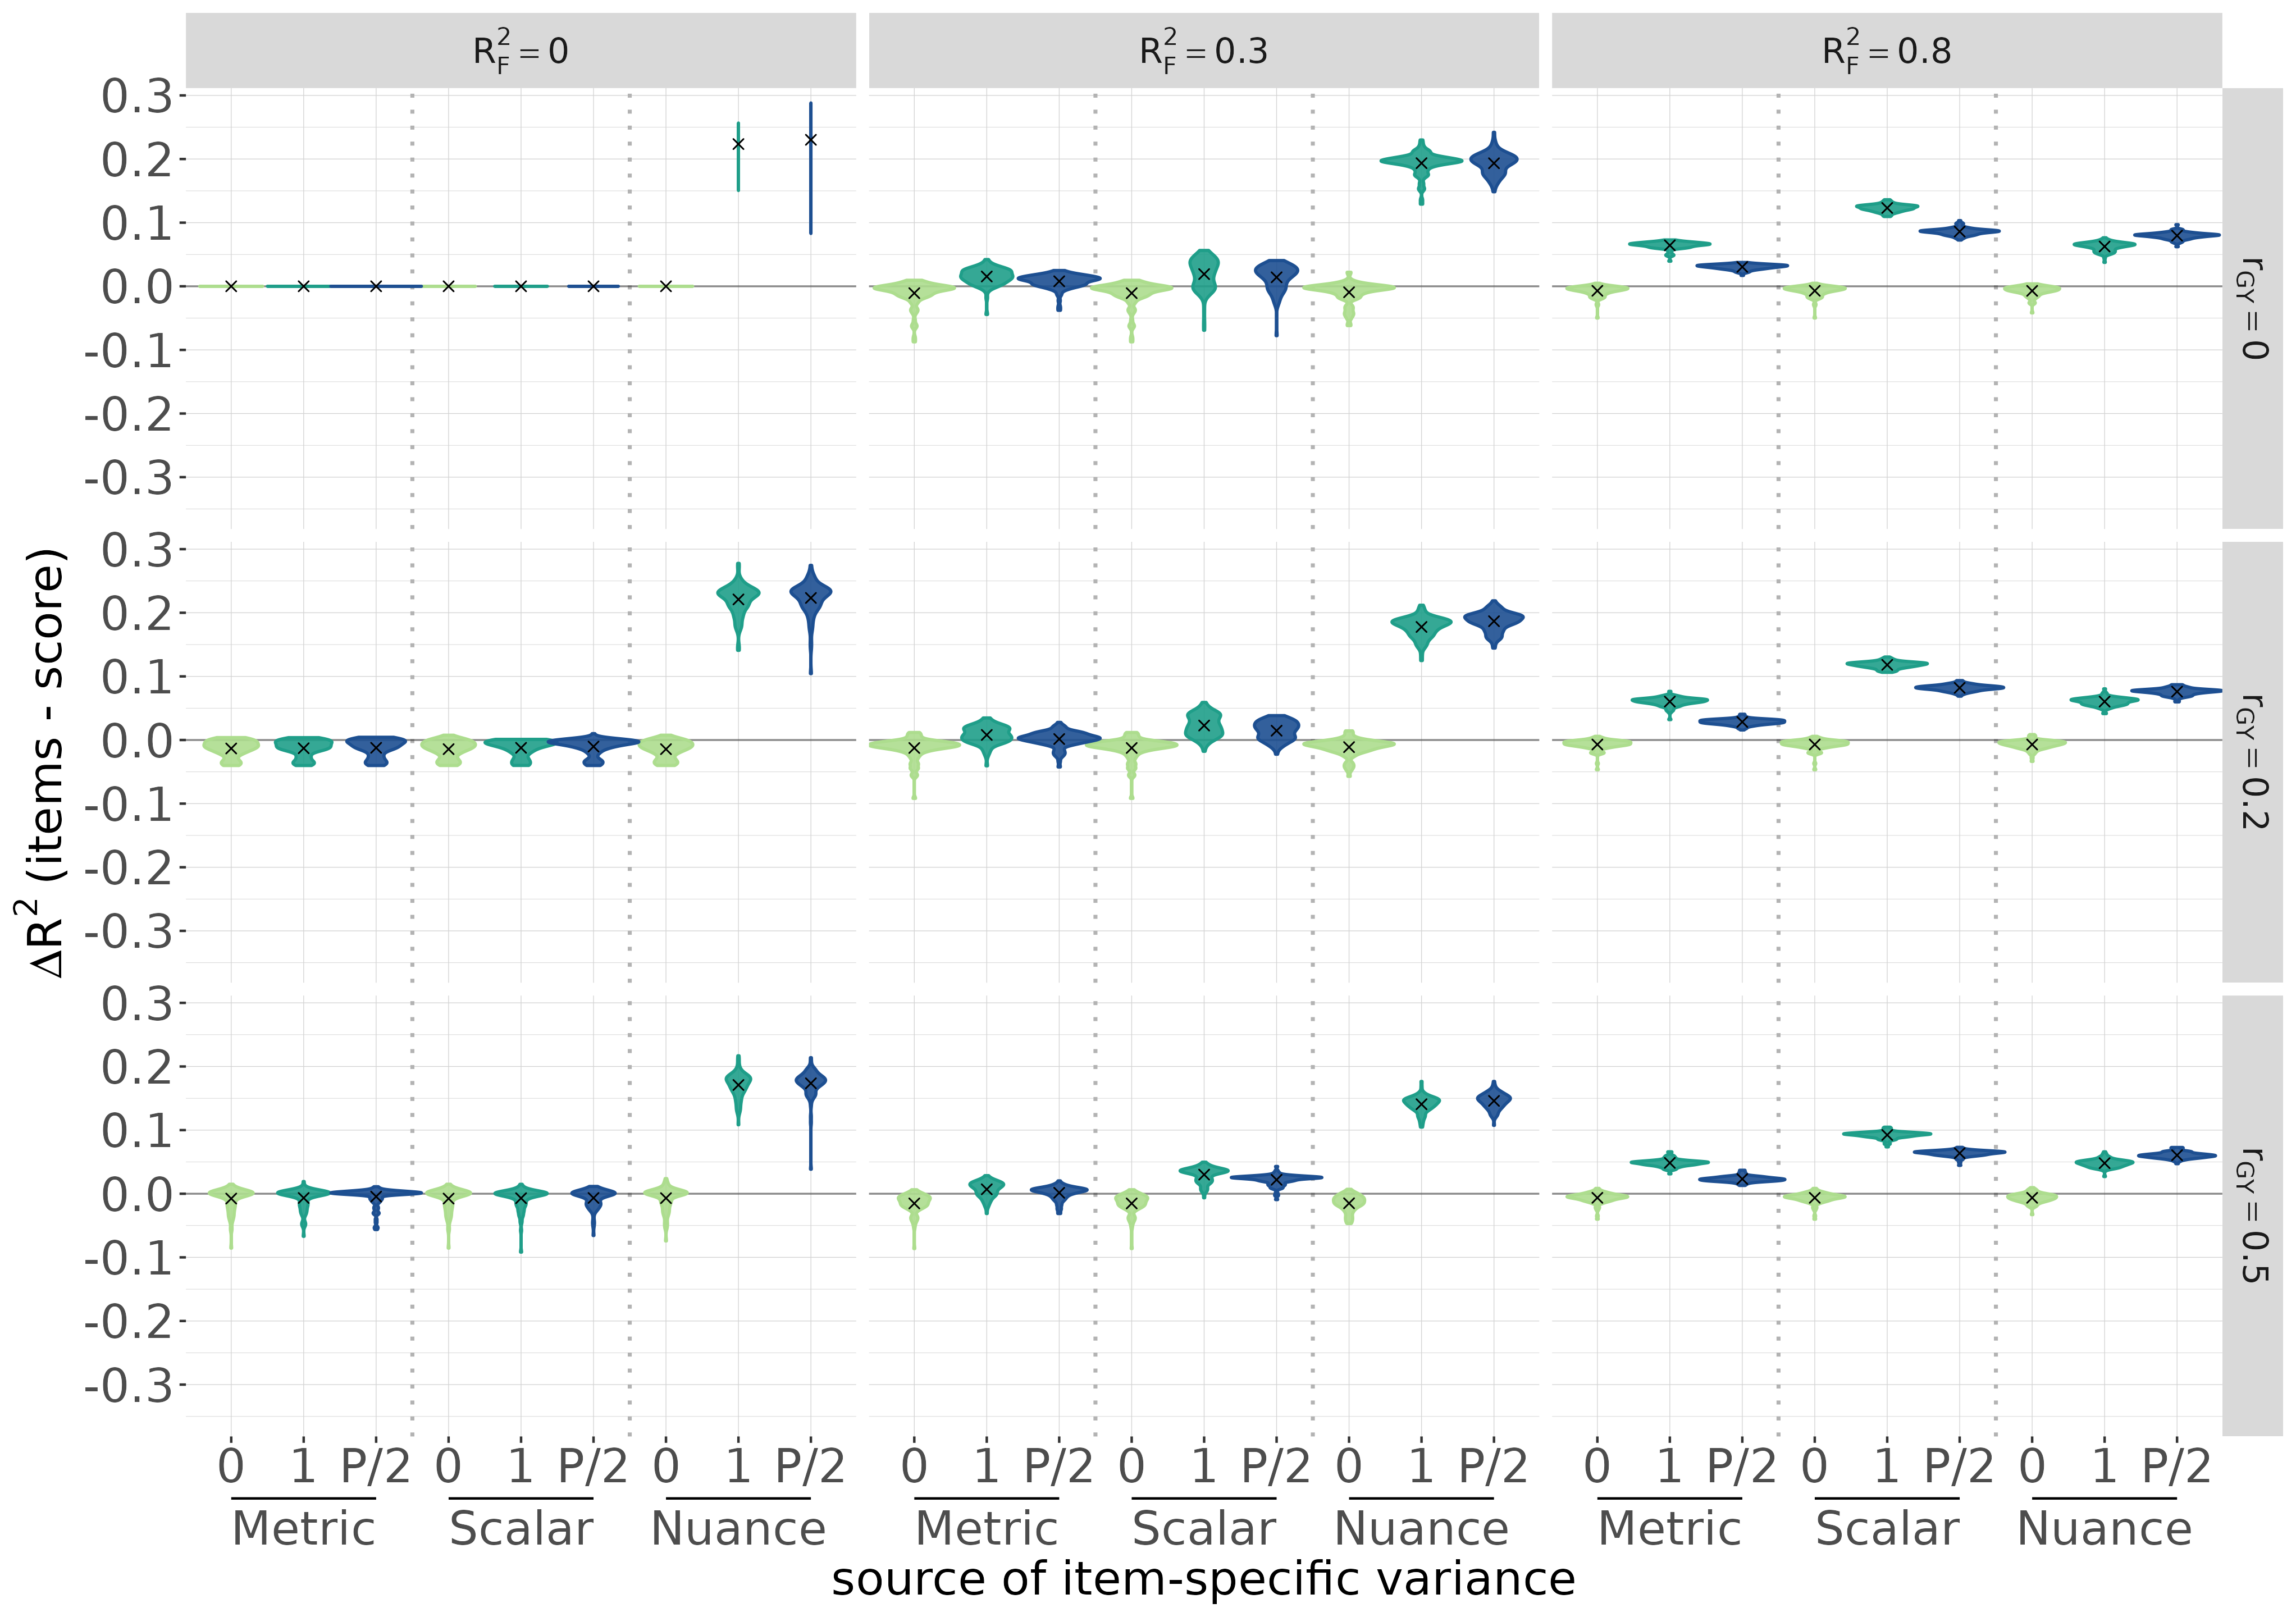 R²F = 0
R²F = 0.3
R²F = 0.8
0.3
0.2
0.1
0.0
-0.1
-0.2
-0.3
rGY = 0
0.3
0.2
0.1
0.0
-0.1
-0.2
-0.3
rGY = 0.2
ΔR² (items - score)
0.3
0.2
0.1
0.0
-0.1
-0.2
-0.3
rGY = 0.5
0 1 P/2 0 1 P/2 0 1 P/2
Metric Scalar Nuance
0 1 P/2 0 1 P/2 0 1 P/2
Metric Scalar Nuance
0 1 P/2 0 1 P/2 0 1 P/2
Metric Scalar Nuance
source of item-specific variance